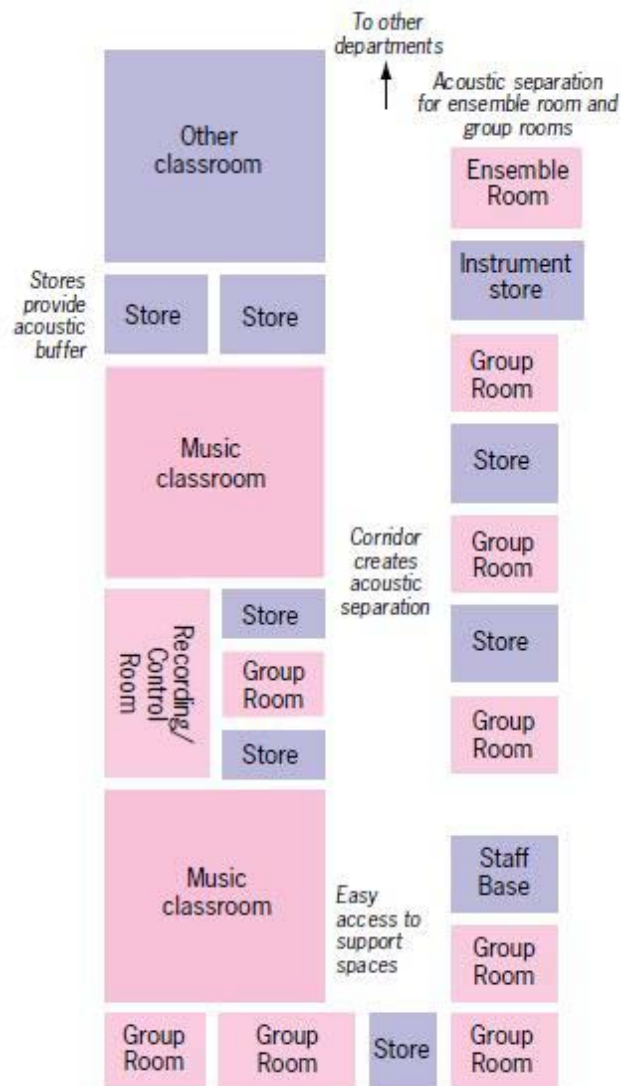 To other
departments
Acoustic separation
for ensemble room and
group rooms
Other
classroom
Ensemble
Room
Stores
provide
acoustic
buffer
Store
Store
Instrument
store
Group
Room
Music
classroom
Store
Corridor
creates
acoustic
separation
Group
Room
Recording/
Control
Room
Store
Group
Room
Store
Store
Group
Room
Music
classroom
Easy
access to
support
spaces
Staff
Base
Group
Room
Group
Room
Group
Room
Store
Group
Room